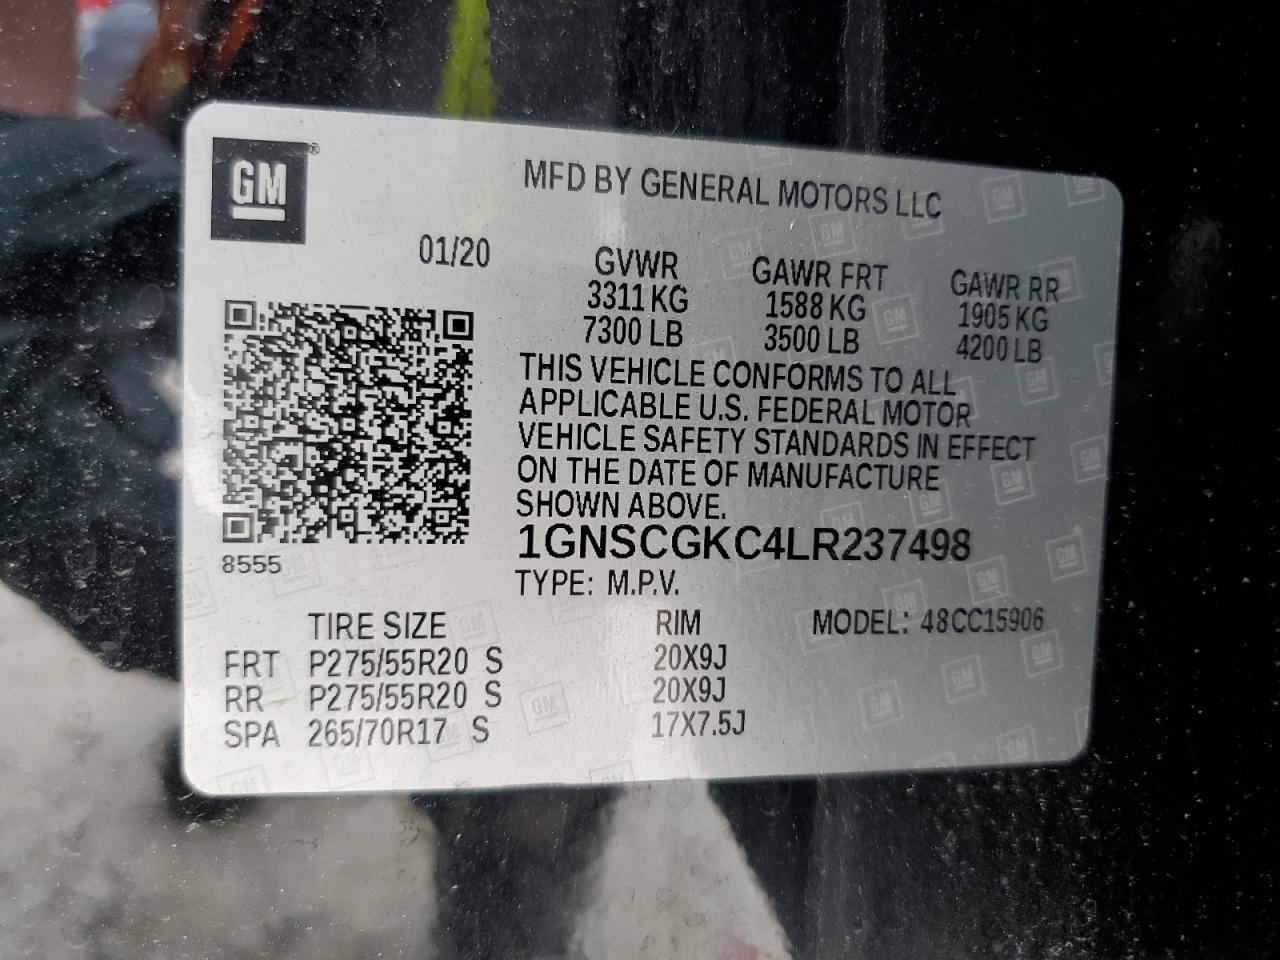 GM®
MFD BY GENERAL MOTORS LLC
01/20
GVWR GAWR FRT GAWR RR
3311 KG 1588 KG 1905 KG
7300 LB 3500 LB 4200 LB
THIS VEHICLE CONFORMS TO ALL
APPLICABLE U.S. FEDERAL MOTOR
VEHICLE SAFETY STANDARDS IN EFFECT
ON THE DATE OF MANUFACTURE
SHOWN ABOVE.
1GNSCGKC4LR237498
8555
TYPE: M.P.V.
TIRE SIZE RIM MODEL: 48CC15906
FRT P275/55R20 S 20X9J
RR P275/55R20 S 20X9J
SPA 265/70R17 S 17X7.5J